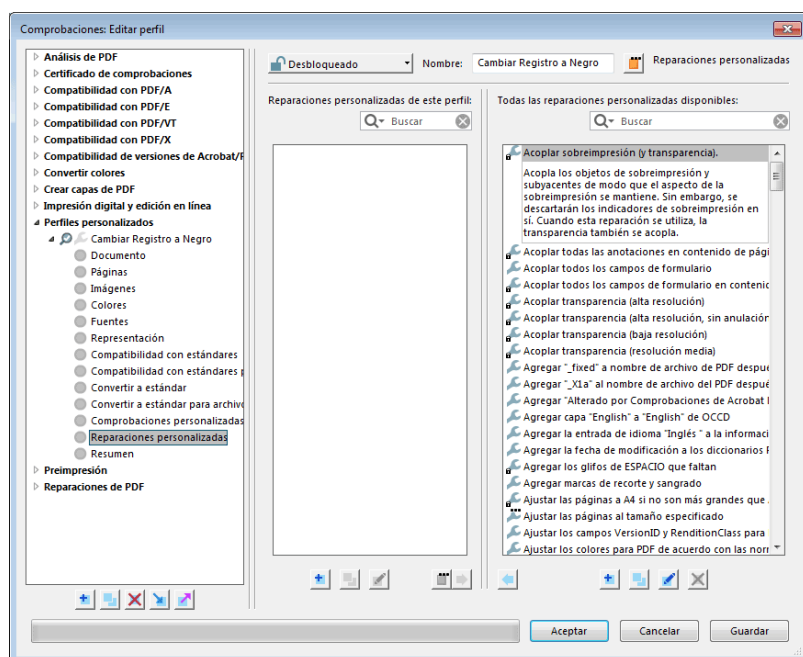 Comprobaciones: Editar perfil
Análisis de PDF
Certificado de comprobaciones
Compatibilidad con PDF/A
Compatibilidad con PDF/E
Compatibilidad con PDF/VT
Compatibilidad con PDF/X
Compatibilidad de versiones de Acrobat/F
Convertir colores
Crear capas de PDF
Impresión digital y edición en línea
Perfiles personalizados
Cambiar Registro a Negro
Documento
Páginas
Imágenes
Colores
Fuentes
Representación
Compatibilidad con estándares
Compatibilidad con estándares p
Convertir a estándar
Convertir a estándar para archivo
Comprobaciones personalizadas
Reparaciones personalizadas
Resumen
Preimpresión
Reparaciones de PDF
Desbloqueado Nombre: Cambiar Registro a Negro Reparaciones personalizadas
Reparaciones personalizadas de este perfil:
Buscar
Todas las reparaciones personalizadas disponibles:
Buscar
Acoplar sobreimpresión (y transparencia).
Acopla los objetos de sobreimpresión y
subyacentes de modo que el aspecto de la
sobreimpresión se mantiene. Sin embargo, se
descartarán los indicadores de sobreimpresión en
sí. Cuando esta reparación se utiliza, la
transparencia también se acopla.
Acoplar todas las anotaciones en contenido de pági
Acoplar todos los campos de formulario
Acoplar todos los campos de formulario en contenic
Acoplar transparencia (alta resolución)
Acoplar transparencia (alta resolución, sin anulación
Acoplar transparencia (baja resolución)
Acoplar transparencia (resolución media)
Agregar "_fixed" a nombre de archivo de PDF despué
Agregar "_X1a" al nombre de archivo del PDF despué
Agregar "Alterado por Comprobaciones de Acrobat
Agregar capa "English" a "English" de OCCD
Agregar la entrada de idioma "Inglés " a la informaci
Agregar la fecha de modificación a los diccionarios
Agregar los glifos de ESPACIO que faltan
Agregar marcas de recorte y sangrado
Ajustar las páginas a A4 si no son más grandes que
Ajustar las páginas al tamaño especificado
Ajustar los campos VersionID y RenditionClass para
Ajustar los colores para PDF de acuerdo con las norr
Aceptar Cancelar Guardar